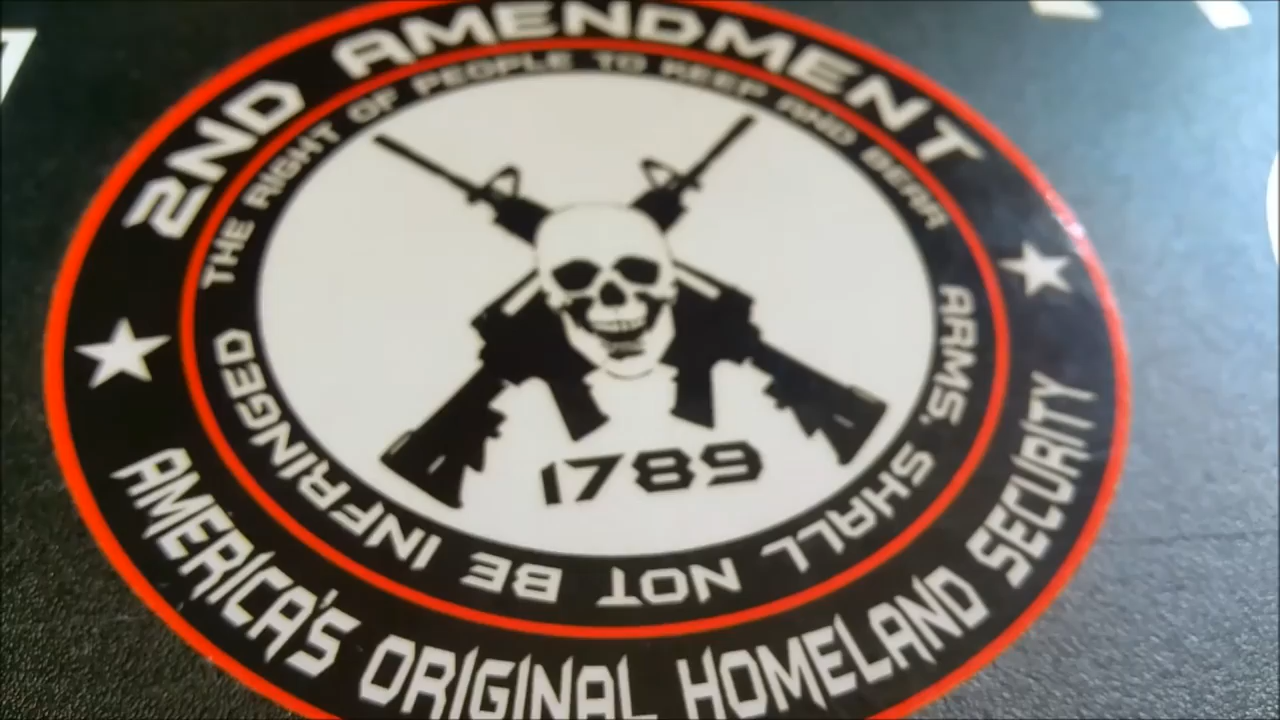 2ND AMENDMENT
THE RIGHT OF PEOPLE TO KEEP AND BEAR ARMS, SHALL NOT BE INFRINGED
1789
AMERICA'S ORIGINAL HOMELAND SECURITY